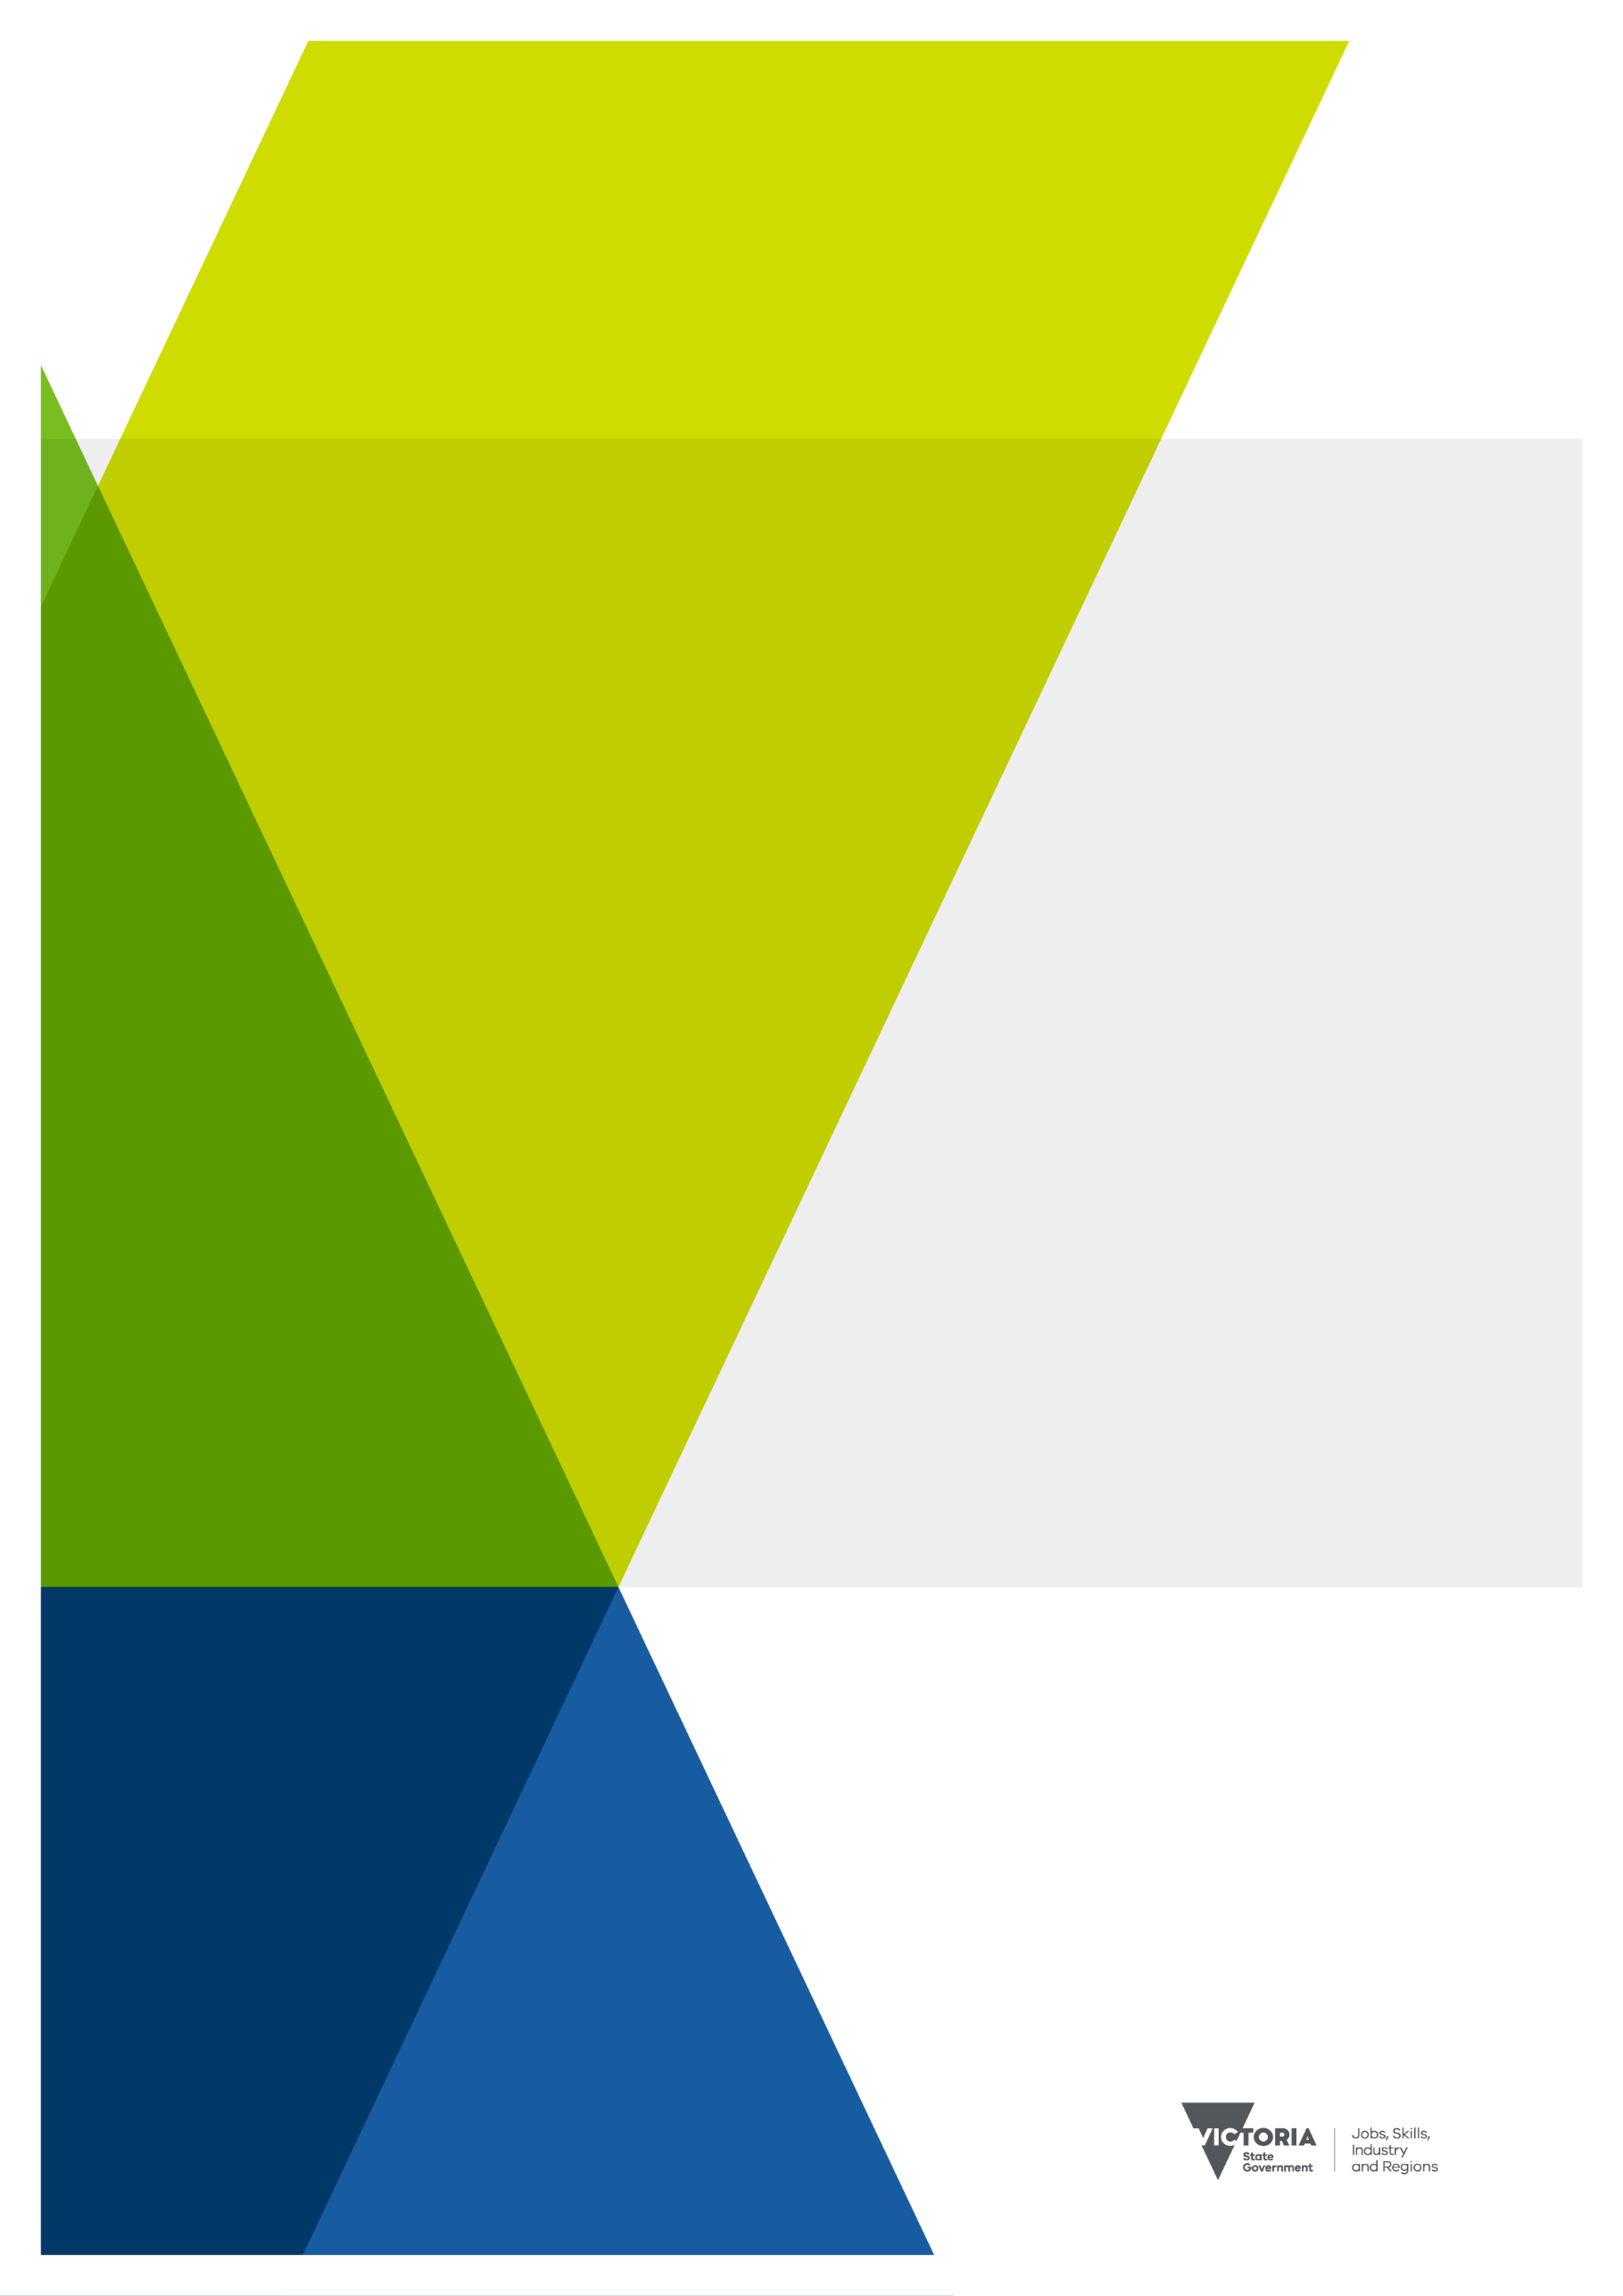 VICTORIA
State
Government
Jobs, Skills,
Industry
and Regions